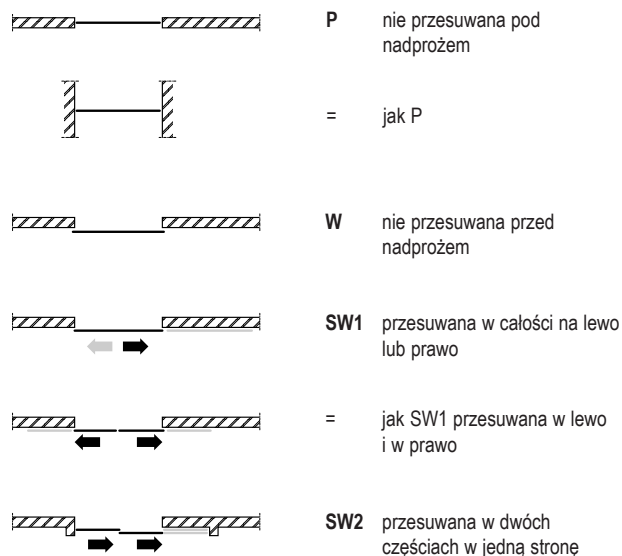 P nie przesuwana pod
nadprożem
= jak P
W nie przesuwana przed
nadprożem
SW1 przesuwana w całości na lewo
lub prawo
= jak SW1 przesuwana w lewo
i w prawo
SW2 przesuwana w dwóch
częściach w jedną stronę